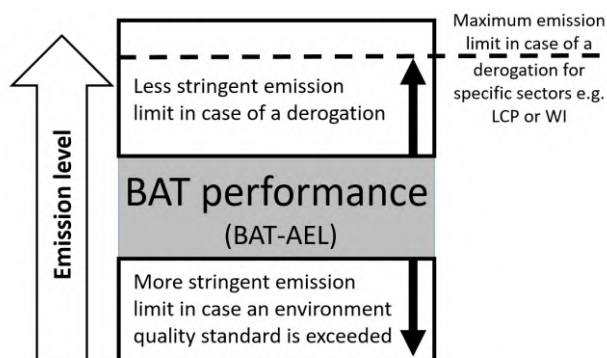 Emission level
Less stringent emission
limit in case of a derogation
BAT performance
(BAT-AEL)
More stringent emission
limit in case an environment
quality standard is exceeded
Maximum emission
limit in case of a
derogation for
specific sectors e.g.
LCP or WI